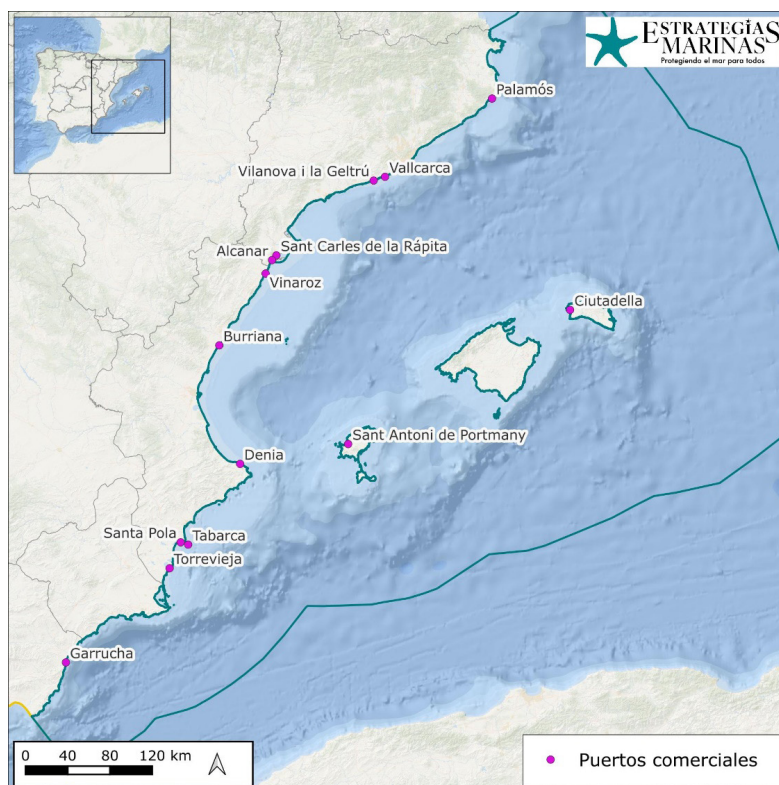 ESTRATEGIAS
MARINAS
Protegiendo el mar para todos
Palamós
Vilanova i la Geltrú
Vallcarca
Alcanar
Sant Carles de la Rápita
Vinaroz
Ciutadella
Burriana
Sant Antoni de Portmany
Denia
Santa Pola
Tabarca
Torrevieja
Garrucha
0 40 80 120 km
Puertos comerciales